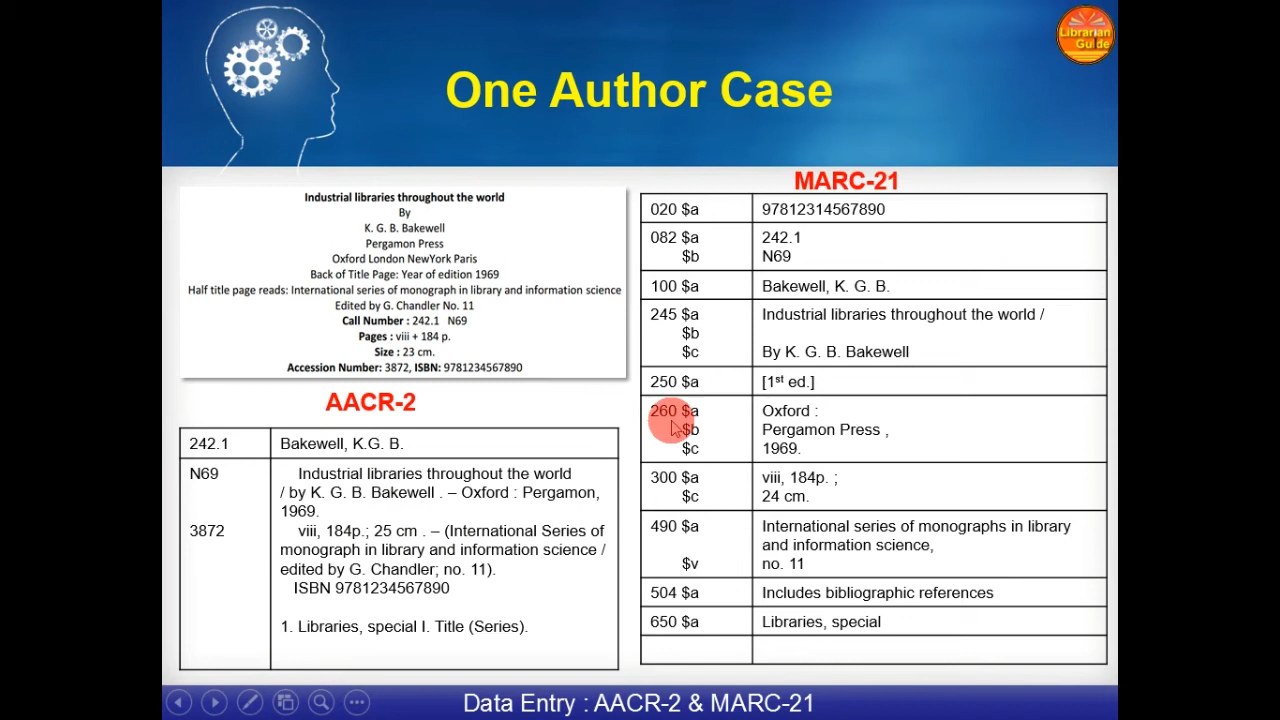 Librarian
Guide
One Author Case
Industrial libraries throughout the world
By
K. G. B. Bakewell
Pergamon Press
Oxford London NewYork Paris
Back of Title Page: Year of edition 1969
Half title page reads: International series of monograph in library and information science
Edited by G. Chandler No. 11
Call Number : 242.1 N69
Pages : viii + 184 p.
Size : 23 cm.
Accession Number: 3872, ISBN: 9781234567890
AACR-2
242.1 Bakewell, K.G. B.
N69 Industrial libraries throughout the world
/ by K. G. B. Bakewell . – Oxford : Pergamon,
1969.
3872 viii, 184p.; 25 cm . – (International Series of
monograph in library and information science /
edited by G. Chandler; no. 11).
ISBN 9781234567890
1. Libraries, special I. Title (Series).
MARC-21
020 $a 97812314567890
082 $a 242.1
$b N69
100 $a Bakewell, K. G. B.
245 $a Industrial libraries throughout the world /
$b
$c By K. G. B. Bakewell
250 $a [1st ed.]
260 $a Oxford :
$b Pergamon Press ,
$c 1969.
300 $a viii, 184p. ;
$c 24 cm.
490 $a International series of monographs in library
and information science,
$v no. 11
504 $a Includes bibliographic references
650 $a Libraries, special
Data Entry : AACR-2 & MARC-21